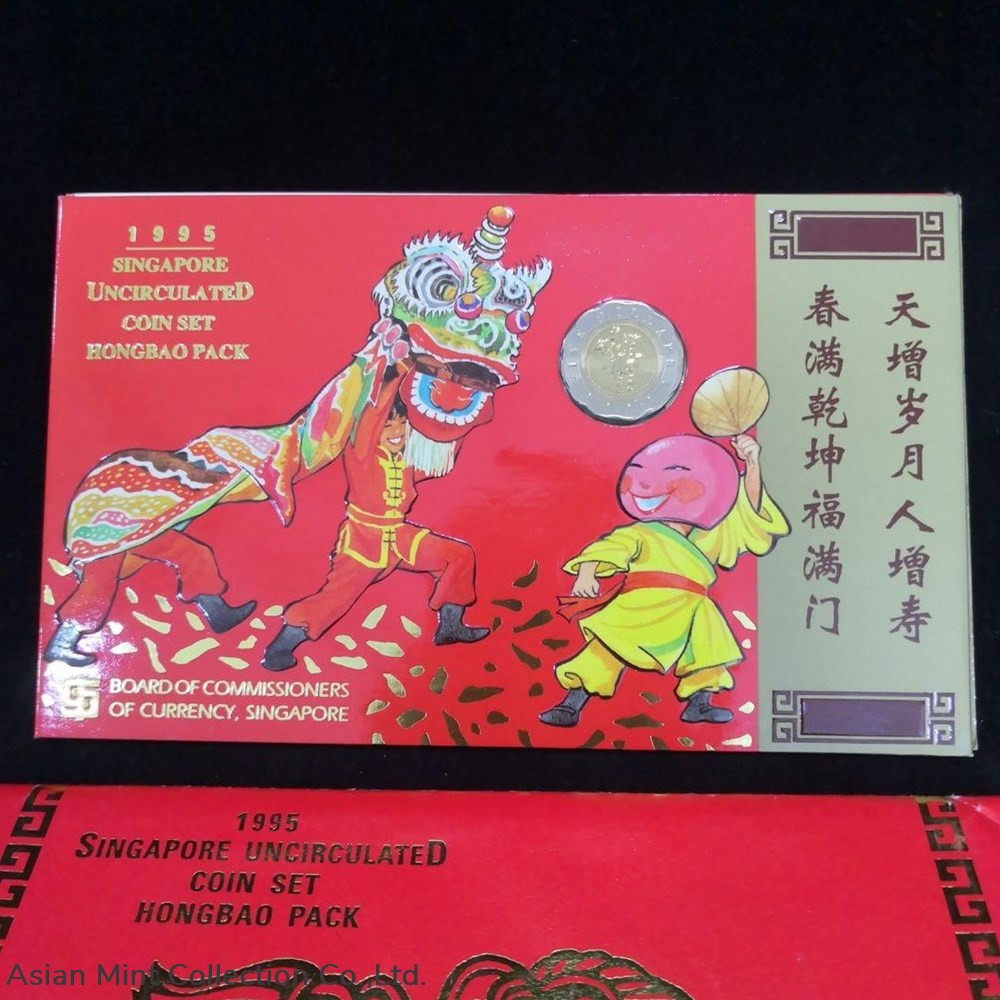 1995
SINGAPORE
UNCIRCULATED
COIN SET
HONGBAO PACK
天增岁月人增寿
春满乾坤福满门
BOARD OF COMMISSIONERS
OF CURRENCY, SINGAPORE
1995
SINGAPORE UNCIRCULATED
COIN SET
HONGBAO PACK
Asian Mint Collection Co.,Ltd.